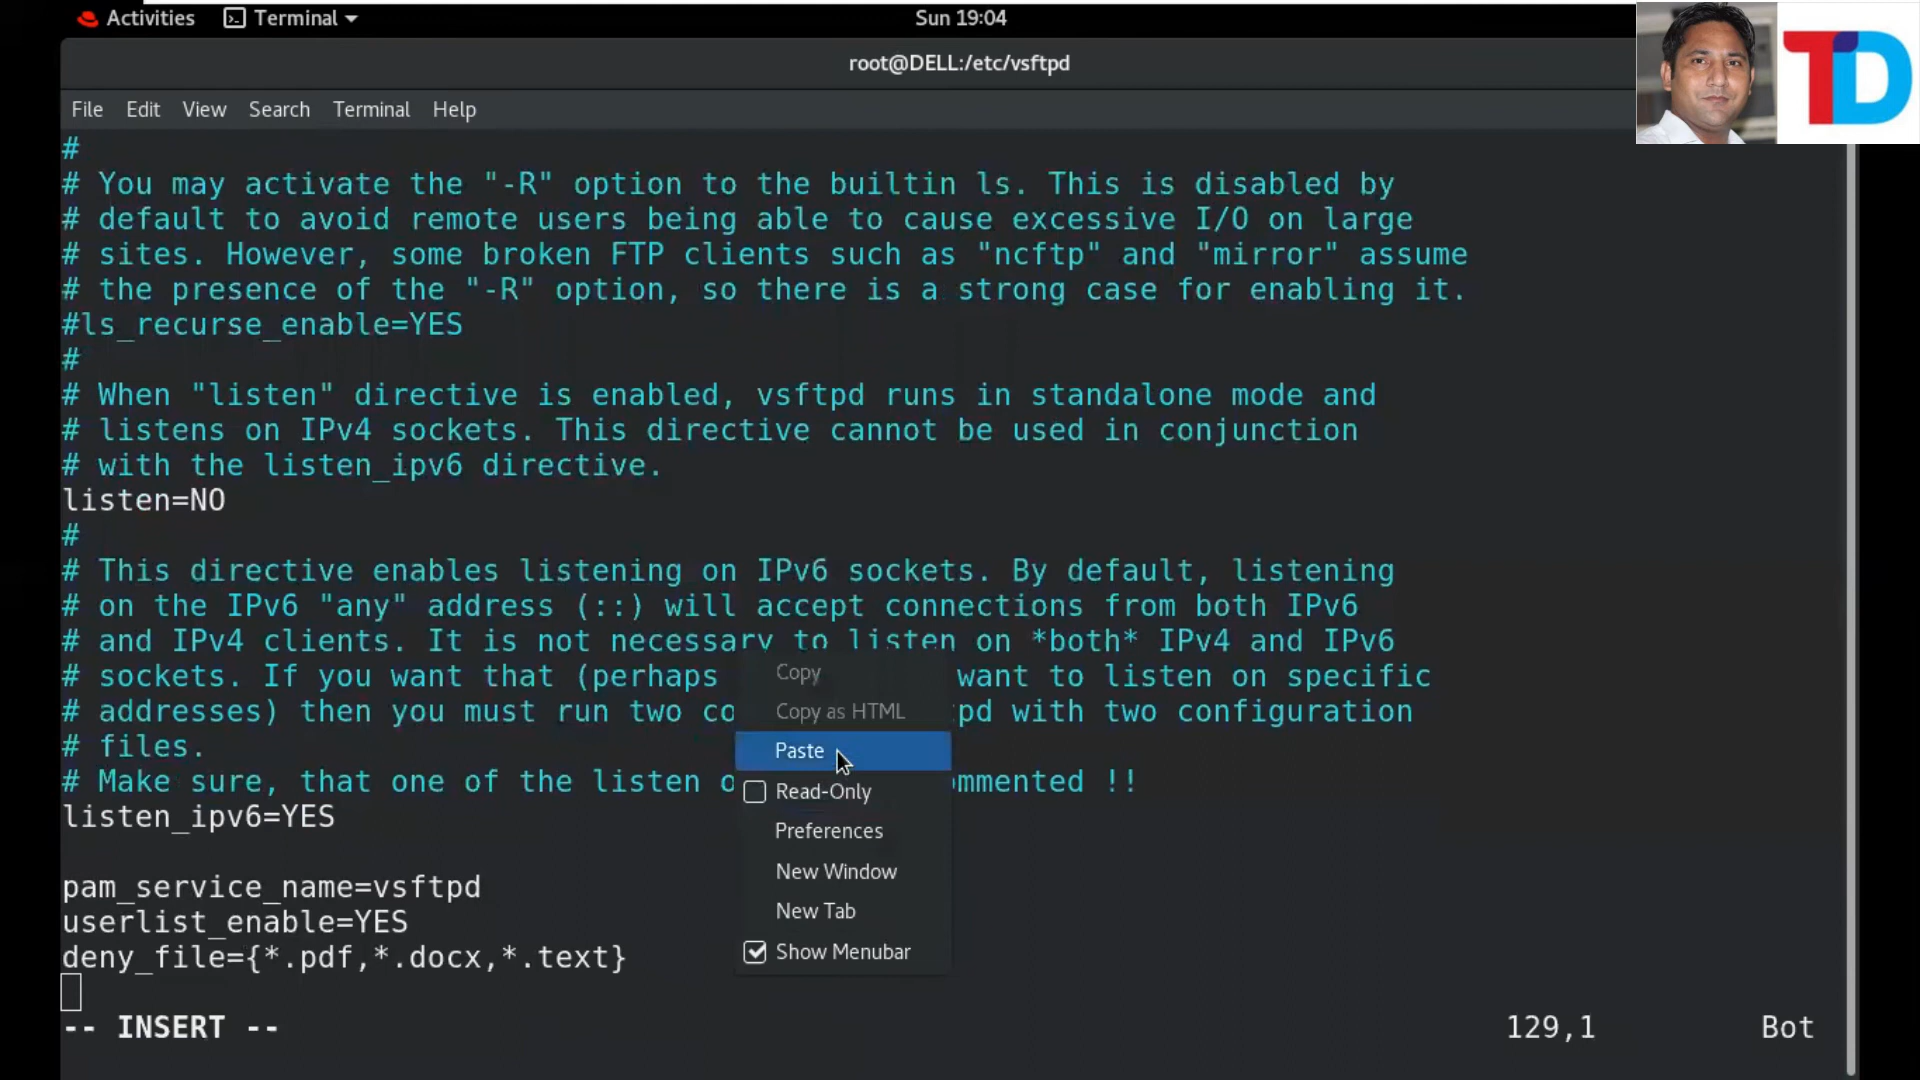 Activities Terminal Sun 19:04
TD
root@DELL:/etc/vsftpd
File Edit View Search Terminal Help
#
# You may activate the "-R" option to the builtin ls. This is disabled by
# default to avoid remote users being able to cause excessive I/O on large
# sites. However, some broken FTP clients such as "ncftp" and "mirror" assume
# the presence of the "-R" option, so there is a strong case for enabling it.
#ls_recurse_enable=YES
#
# When "listen" directive is enabled, vsftpd runs in standalone mode and
# listens on IPv4 sockets. This directive cannot be used in conjunction
# with the listen_ipv6 directive.
listen=NO
#
# This directive enables listening on IPv6 sockets. By default, listening
# on the IPv6 "any" address (::) will accept connections from both IPv6
# and IPv4 clients. It is not necessary to listen on *both* IPv4 and IPv6
# sockets. If you want that (perhaps want to listen on specific
# addresses) then you must run two co pd with two configuration
# files.
# Make sure, that one of the listen o ommented !!
listen_ipv6=YES
pam_service_name=vsftpd
userlist_enable=YES
deny_file={*.pdf,*.docx,*.text}
-- INSERT -- 129,1 Bot
Copy
Copy as HTML
Paste
Read-Only
Preferences
New Window
New Tab
Show Menubar